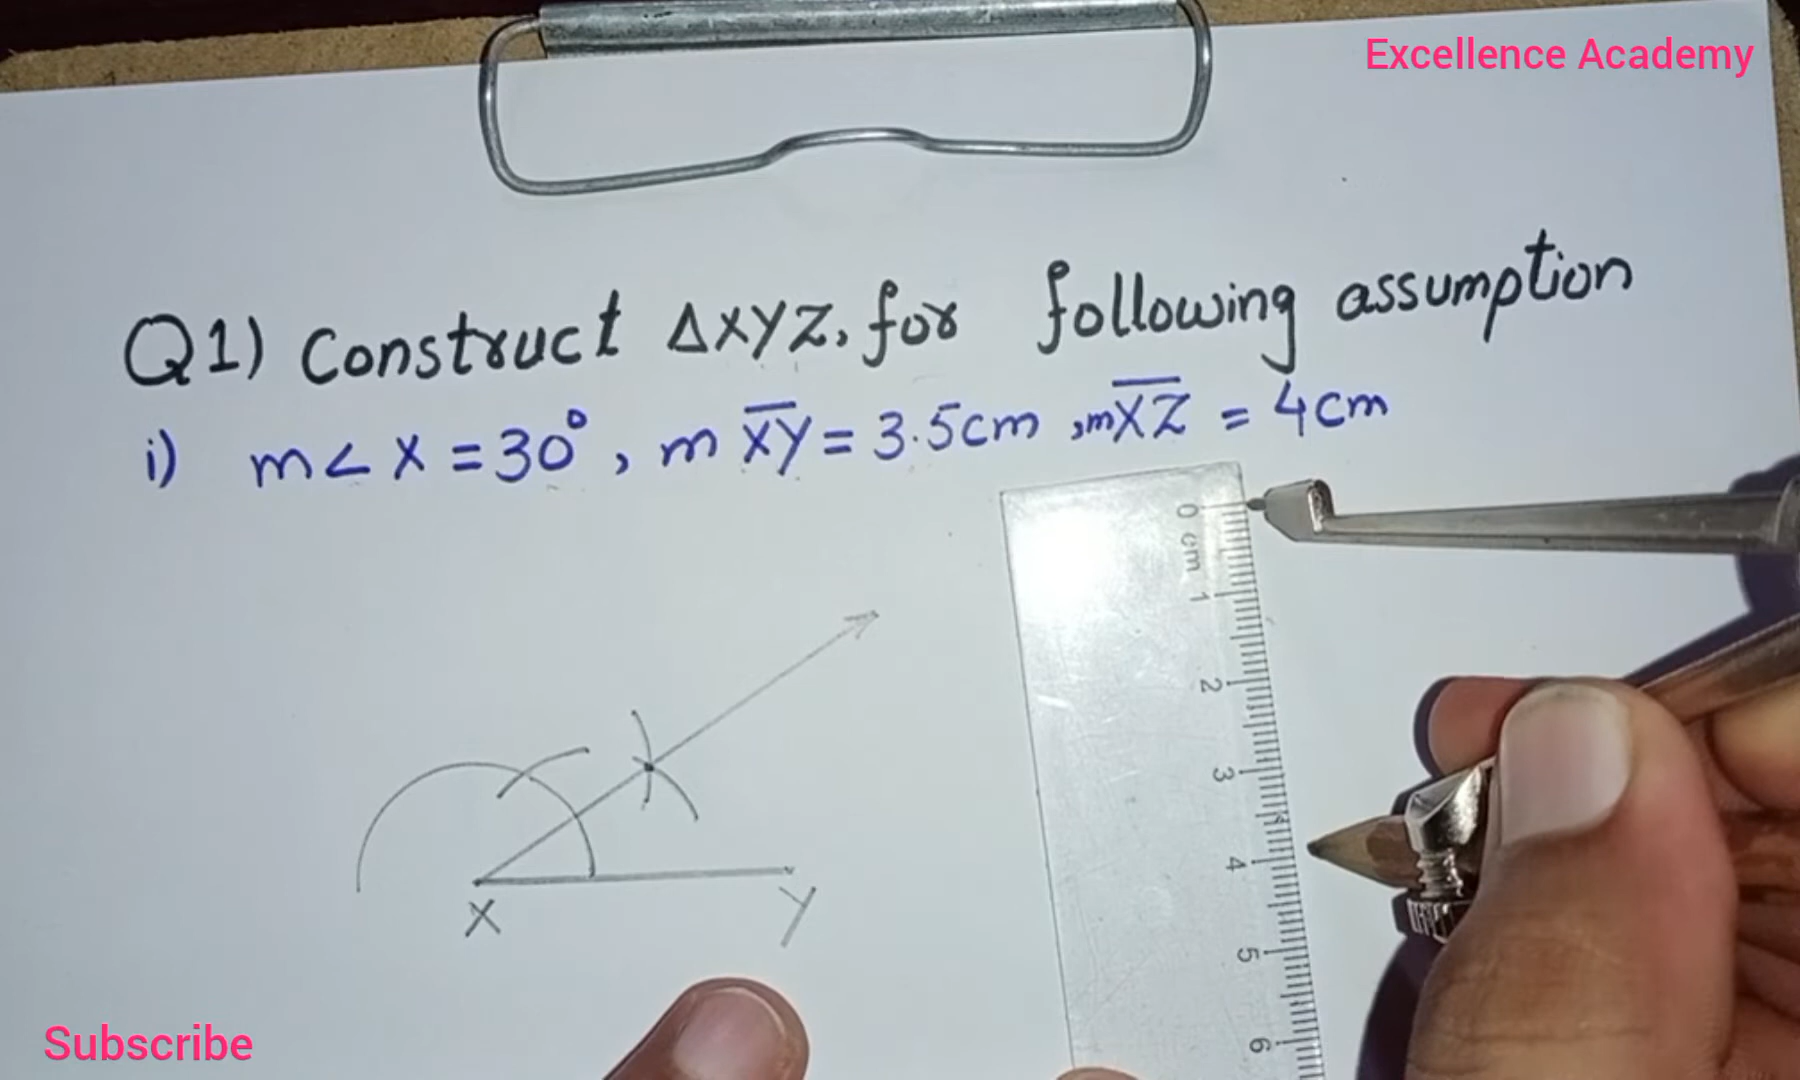 Excellence Academy
Q1) Construct ΔXYZ, for following assumption
i) m∠X = 30°, m X̅Y̅ = 3.5cm, mX̅Z̅ = 4cm
0 cm 1 2 3 4 5 6
X Y
Subscribe